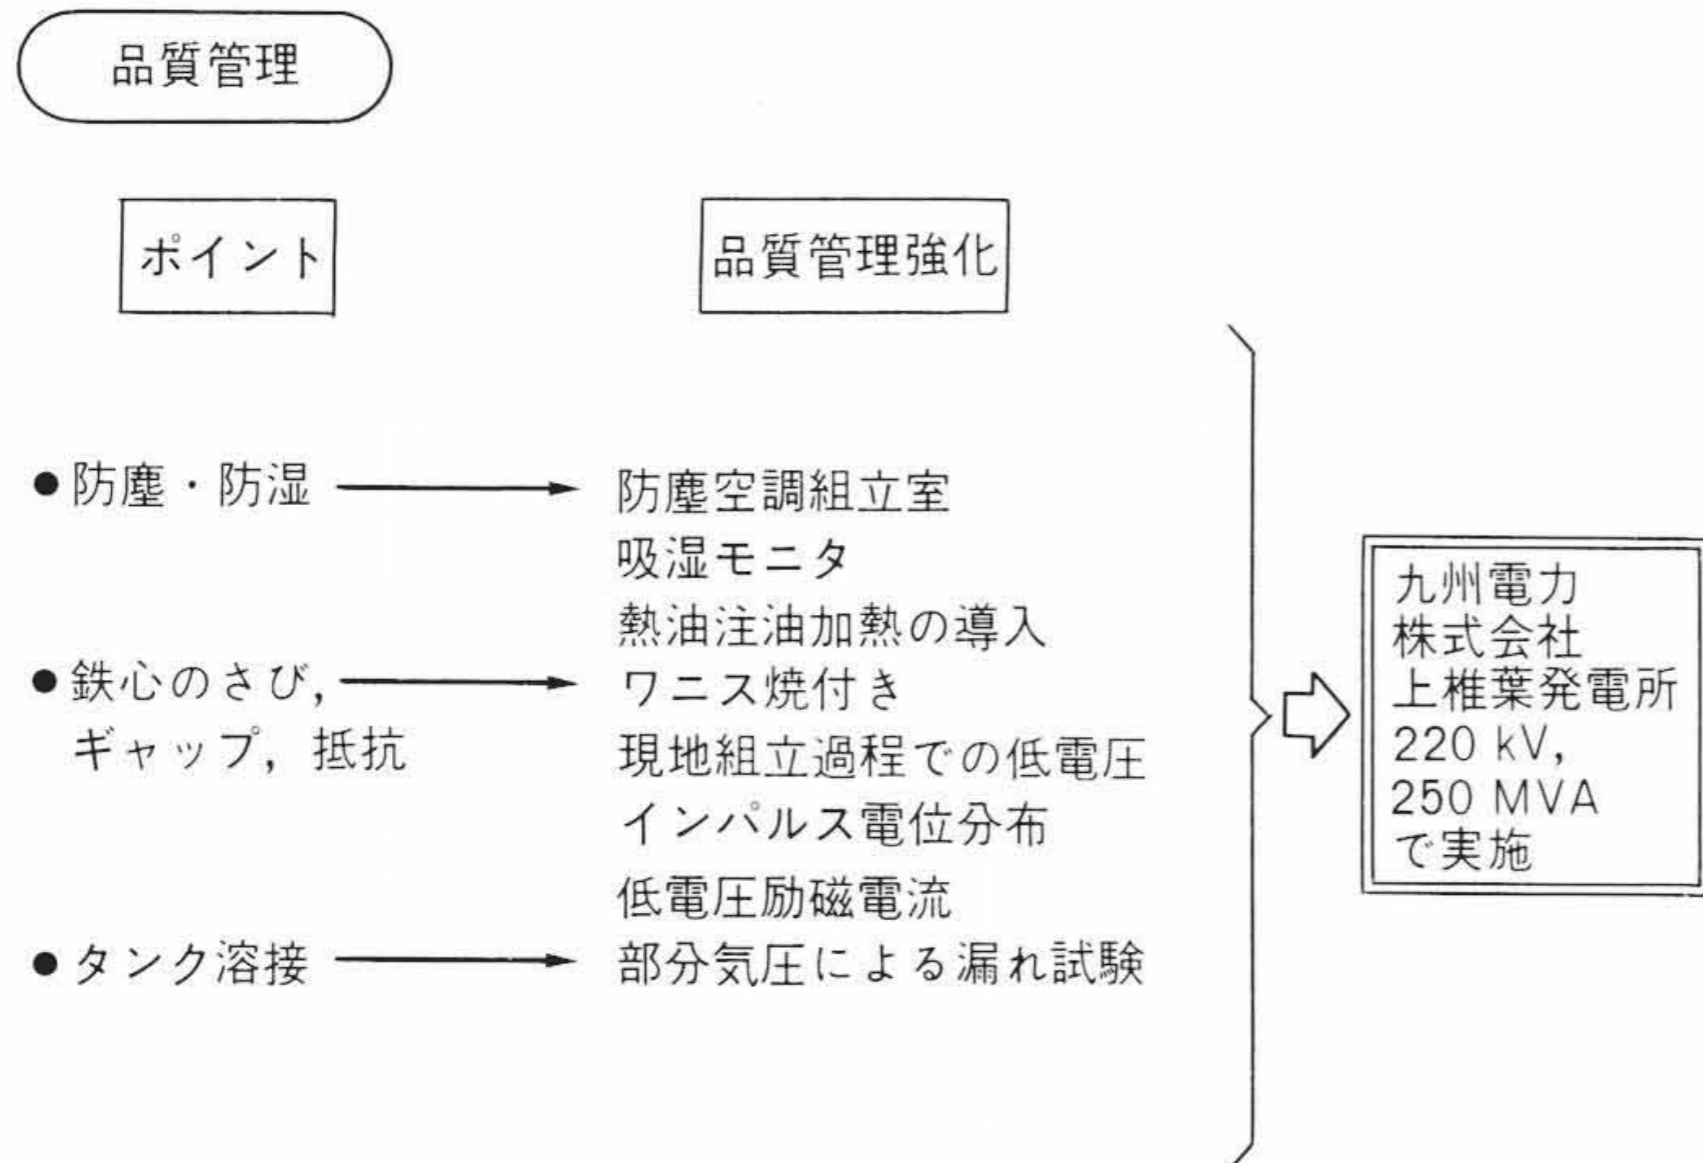 品質管理
ポイント
品質管理強化
●防塵・防湿
防塵空調組立室
吸湿モニタ
熱油注油加熱の導入
●鉄心のさび,
ギャップ, 抵抗
ワニス焼付き
現地組立過程での低電圧
インパルス電位分布
低電圧励磁電流
●タンク溶接
部分気圧による漏れ試験
九州電力
株式会社
上椎葉発電所
220 kV,
250 MVA
で実施